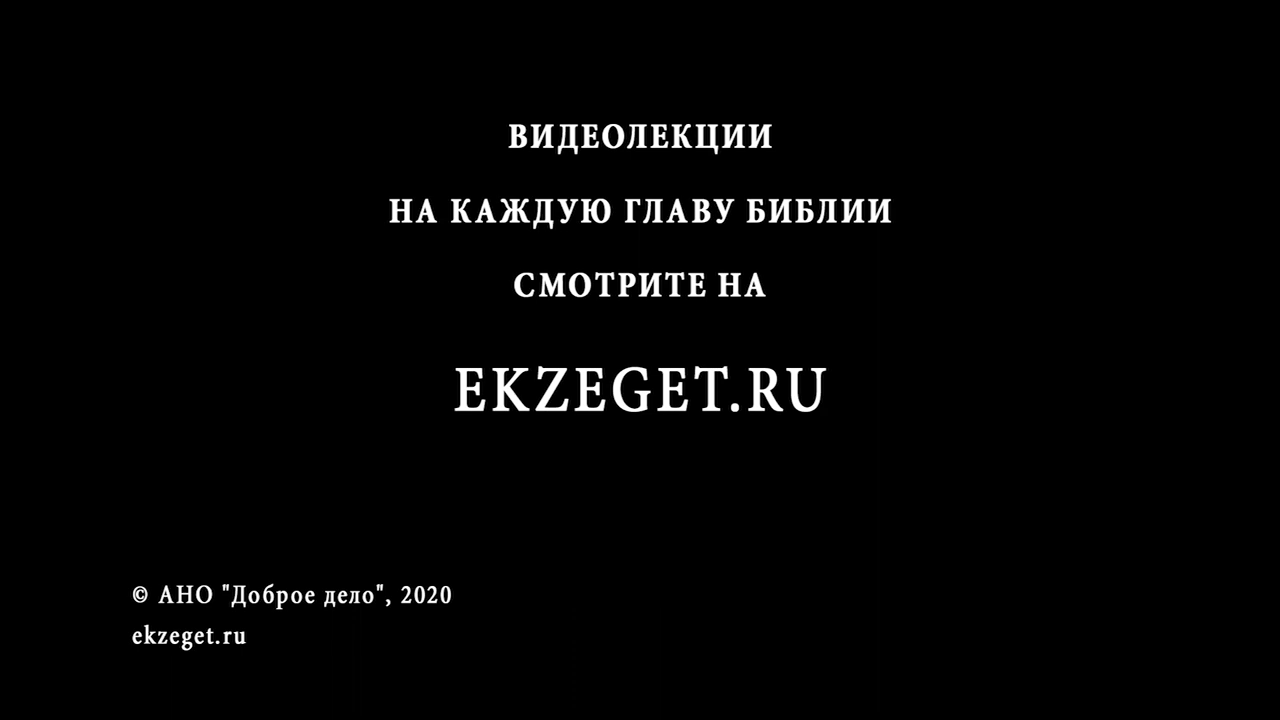 ВИДЕОЛЕКЦИИ
НА КАЖДУЮ ГЛАВУ БИБЛИИ
СМОТРИТЕ НА
EKZEGET.RU
© АНО "Доброе дело", 2020
ekzeget.ru